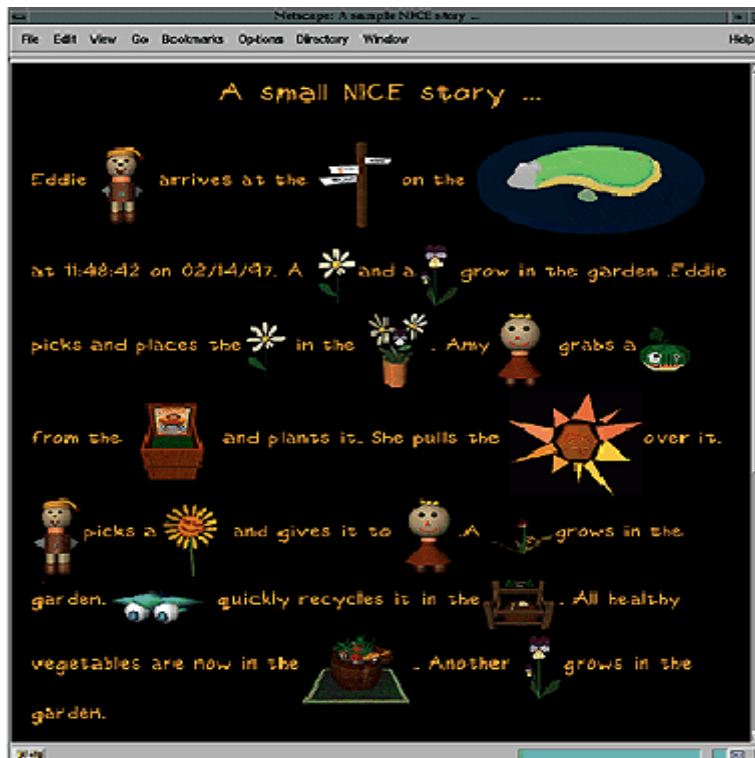 Netscape: A sample NICE story ...
File Edit View Go Bookmarks Options Directory Window Help
A small NICE story ...
Eddie arrives at the on the
at 11:48:42 on 02/14/97. A and a grow in the garden .Eddie
picks and places the in the . Amy grabs a
from the and plants it. She pulls the over it.
picks a and gives it to .A grows in the
garden. quickly recycles it in the . All healthy
vegetables are now in the . Another grows in the
garden.